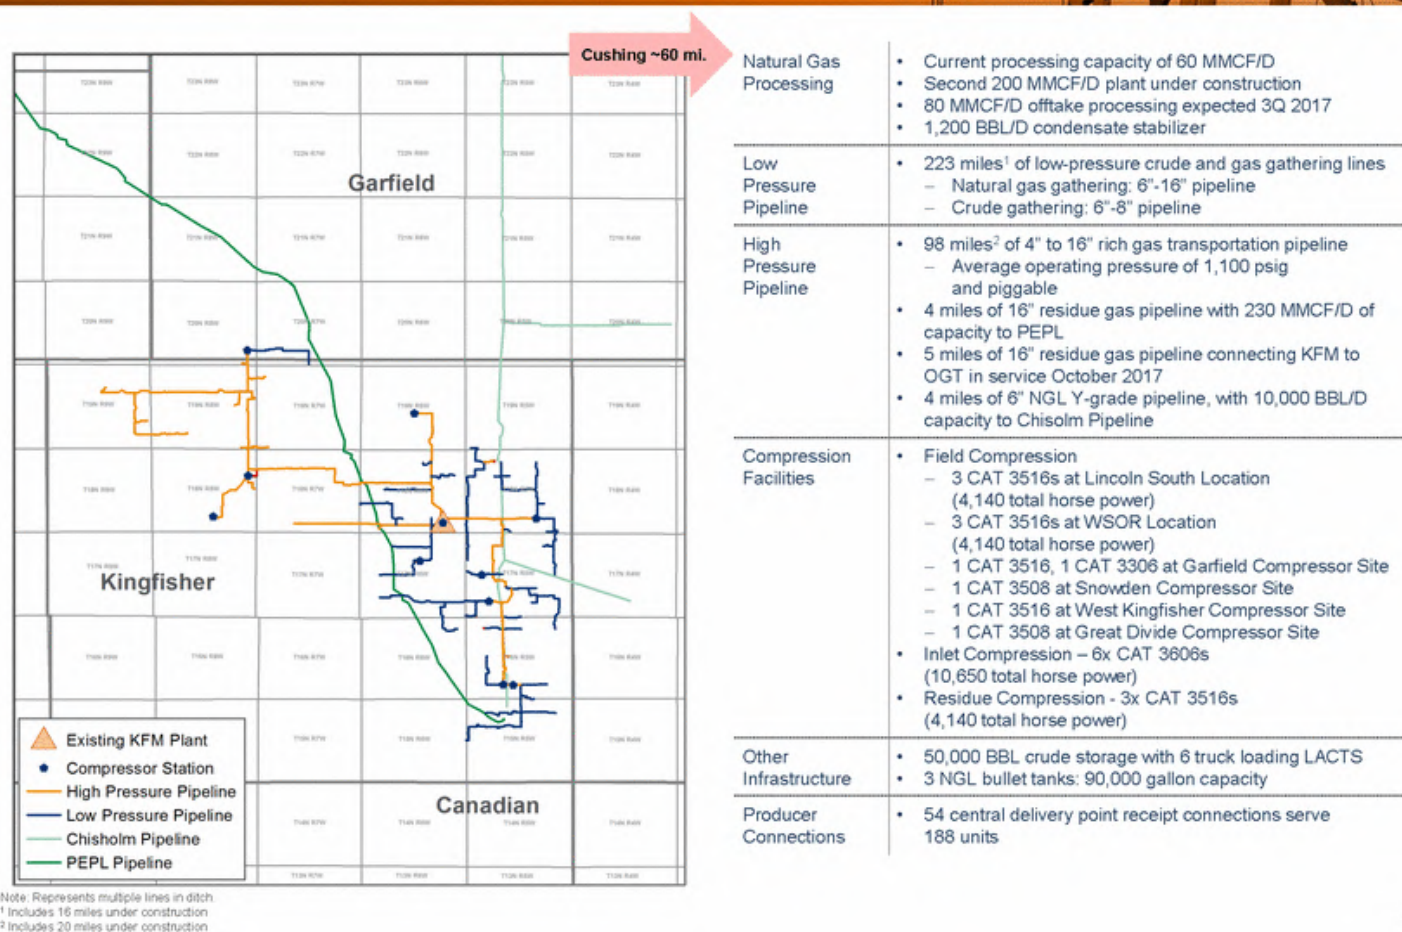 Cushing ~60 mi.
Garfield
Kingfisher
Canadian
Existing KFM Plant
Compressor Station
High Pressure Pipeline
Low Pressure Pipeline
Chisholm Pipeline
PEPL Pipeline
Note: Represents multiple lines in ditch
¹ Includes 16 miles under construction
² Includes 20 miles under construction
Natural Gas
Processing
• Current processing capacity of 60 MMCF/D
• Second 200 MMCF/D plant under construction
• 80 MMCF/D offtake processing expected 3Q 2017
• 1,200 BBL/D condensate stabilizer
Low
Pressure
Pipeline
• 223 miles¹ of low-pressure crude and gas gathering lines
– Natural gas gathering: 6"-16" pipeline
– Crude gathering: 6"-8" pipeline
High
Pressure
Pipeline
• 98 miles² of 4" to 16" rich gas transportation pipeline
– Average operating pressure of 1,100 psig
and piggable
• 4 miles of 16" residue gas pipeline with 230 MMCF/D of
capacity to PEPL
• 5 miles of 16" residue gas pipeline connecting KFM to
OGT in service October 2017
• 4 miles of 6" NGL Y-grade pipeline, with 10,000 BBL/D
capacity to Chisolm Pipeline
Compression
Facilities
• Field Compression
– 3 CAT 3516s at Lincoln South Location
(4,140 total horse power)
– 3 CAT 3516s at WSOR Location
(4,140 total horse power)
– 1 CAT 3516, 1 CAT 3306 at Garfield Compressor Site
– 1 CAT 3508 at Snowden Compressor Site
– 1 CAT 3516 at West Kingfisher Compressor Site
– 1 CAT 3508 at Great Divide Compressor Site
• Inlet Compression – 6x CAT 3606s
(10,650 total horse power)
• Residue Compression - 3x CAT 3516s
(4,140 total horse power)
Other
Infrastructure
• 50,000 BBL crude storage with 6 truck loading LACTS
• 3 NGL bullet tanks: 90,000 gallon capacity
Producer
Connections
• 54 central delivery point receipt connections serve
188 units